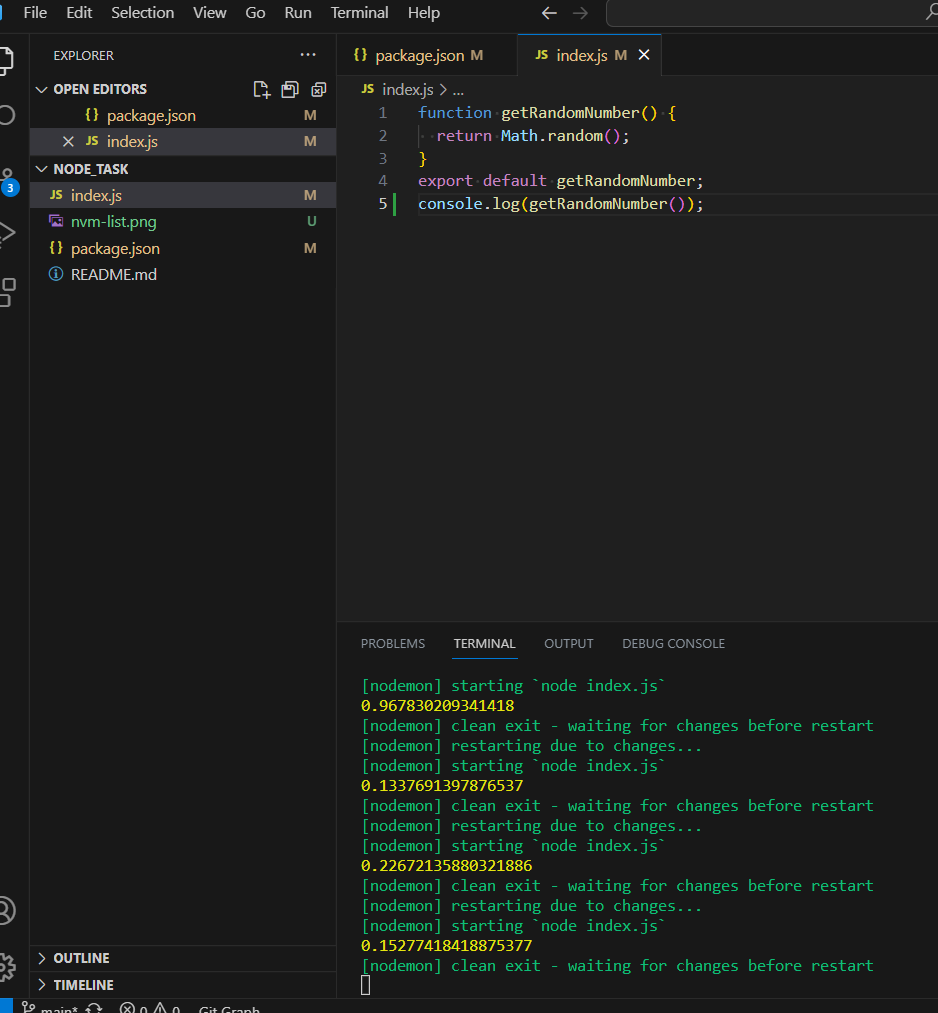 File Edit Selection View Go Run Terminal Help
EXPLORER ...
OPEN EDITORS
{} package.json M
JS index.js M
NODE_TASK
JS index.js M
nvm-list.png U
{} package.json M
README.md
OUTLINE
TIMELINE
3
{} package.json M
JS index.js M
JS index.js > ...
1 function getRandomNumber() {
2 return Math.random();
3 }
4 export default getRandomNumber;
5 console.log(getRandomNumber());
PROBLEMS TERMINAL OUTPUT DEBUG CONSOLE
[nodemon] starting `node index.js`
0.967830209341418
[nodemon] clean exit - waiting for changes before restart
[nodemon] restarting due to changes...
[nodemon] starting `node index.js`
0.1337691397876537
[nodemon] clean exit - waiting for changes before restart
[nodemon] restarting due to changes...
[nodemon] starting `node index.js`
0.22672135880321886
[nodemon] clean exit - waiting for changes before restart
[nodemon] restarting due to changes...
[nodemon] starting `node index.js`
0.15277418418875377
[nodemon] clean exit - waiting for changes before restart
main* 0 0 Git Graph